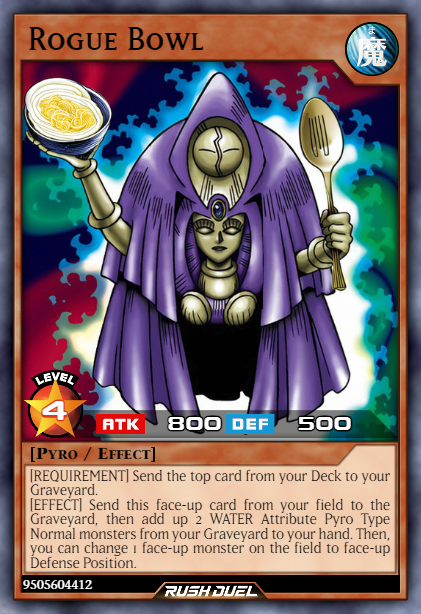 Rogue Bowl
ま
魔
LEVEL
4
ATK 800 DEF 500
[Pyro / Effect]
[REQUIREMENT] Send the top card from your Deck to your
Graveyard.
[EFFECT] Send this face-up card from your field to the
Graveyard, then add up 2 WATER Attribute Pyro Type
Normal monsters from your Graveyard to your hand. Then,
you can change 1 face-up monster on the field to face-up
Defense Position.
9505604412
RUSH DUEL